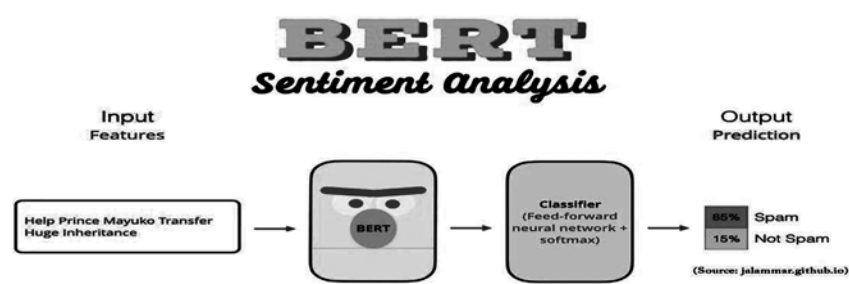 BERT
Sentiment Analysis
Input
Features
Output
Prediction
Help Prince Mayuko Transfer
Huge Inheritance
BERT
Classifier
(Feed-forward
neural network +
softmax)
85% Spam
15% Not Spam
(Source: jalammar.github.io)